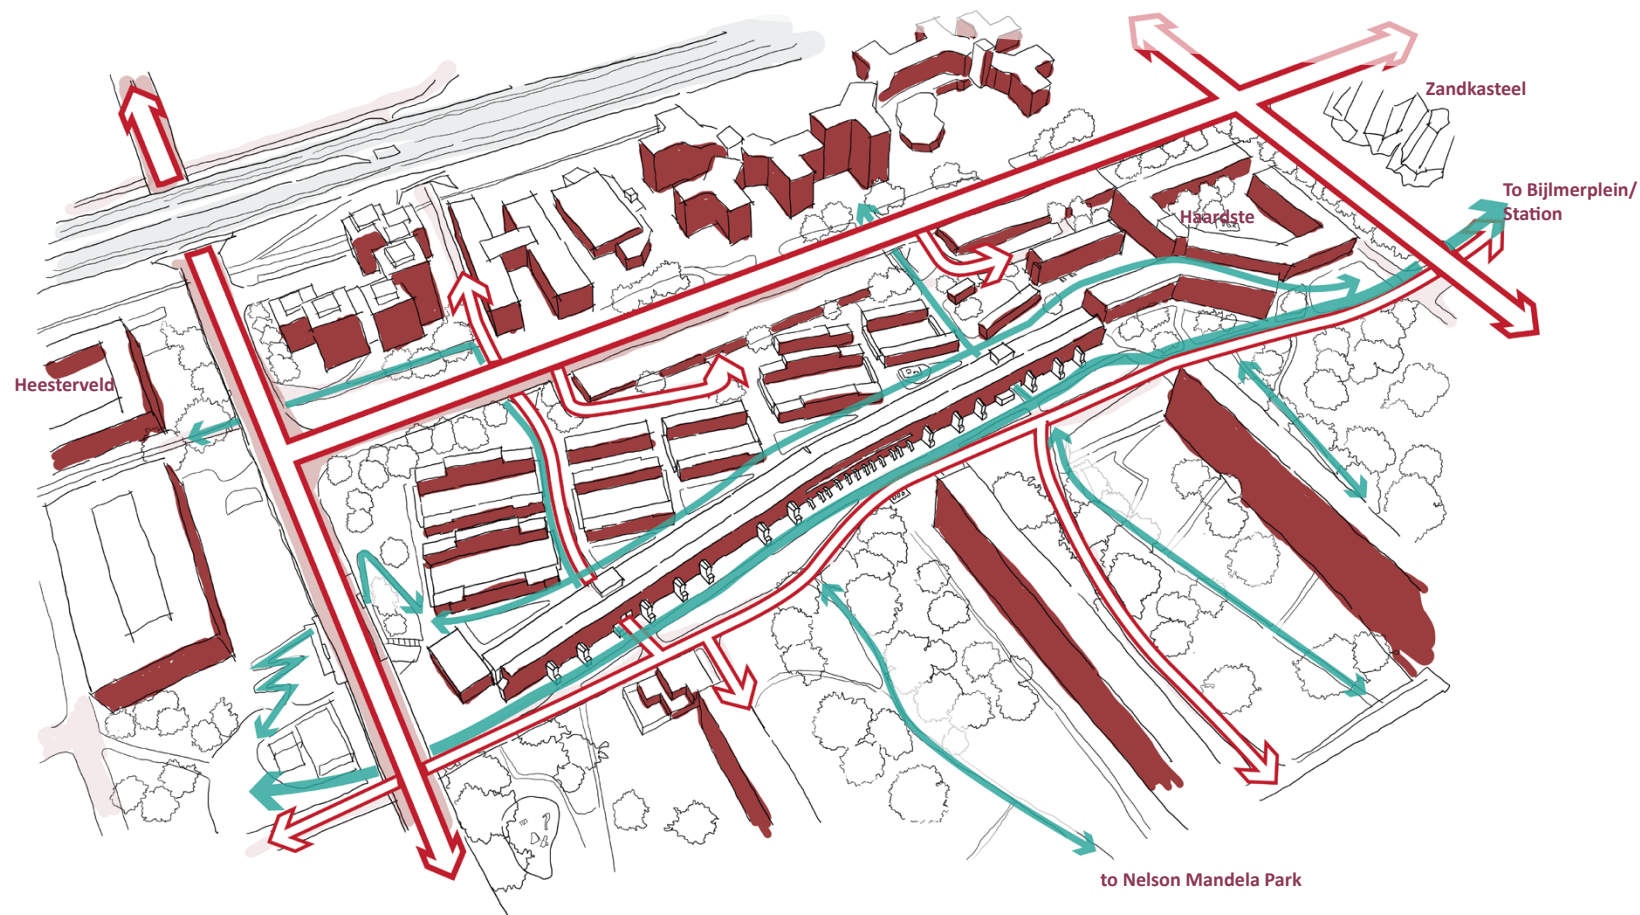 Zandkasteel
To Bijlmerplein/
Station
Haardste
Heesterveld
to Nelson Mandela Park